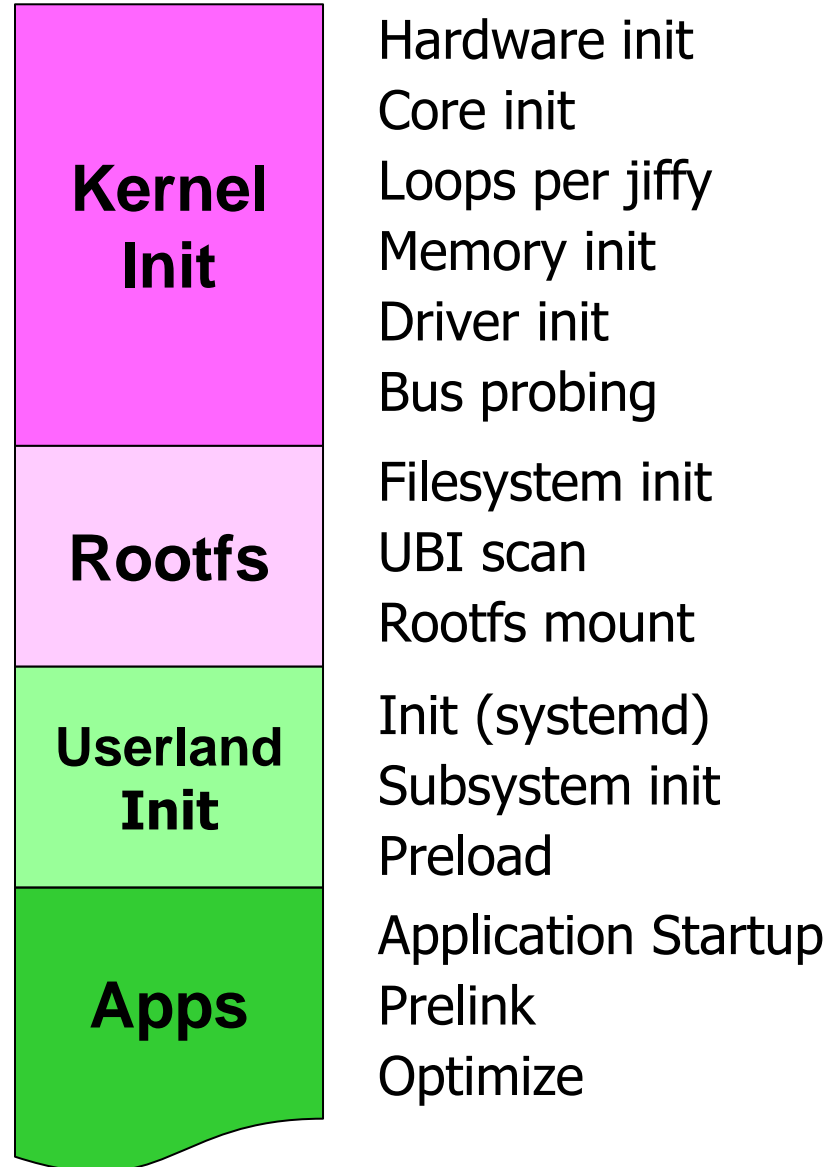 Kernel
Init
Hardware init
Core init
Loops per jiffy
Memory init
Driver init
Bus probing
Rootfs
Filesystem init
UBI scan
Rootfs mount
Userland
Init
Init (systemd)
Subsystem init
Preload
Apps
Application Startup
Prelink
Optimize